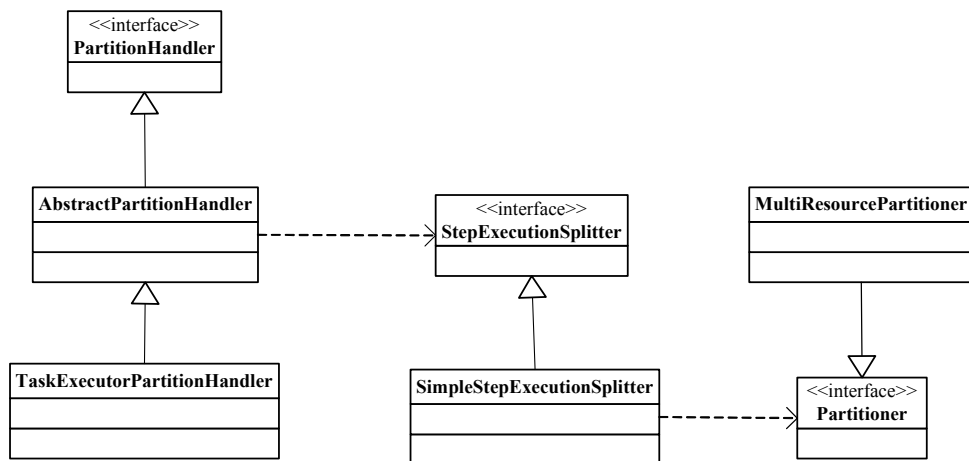 <<interface>>
PartitionHandler
AbstractPartitionHandler
<<interface>>
StepExecutionSplitter
MultiResourcePartitioner
TaskExecutorPartitionHandler
SimpleStepExecutionSplitter
<<interface>>
Partitioner